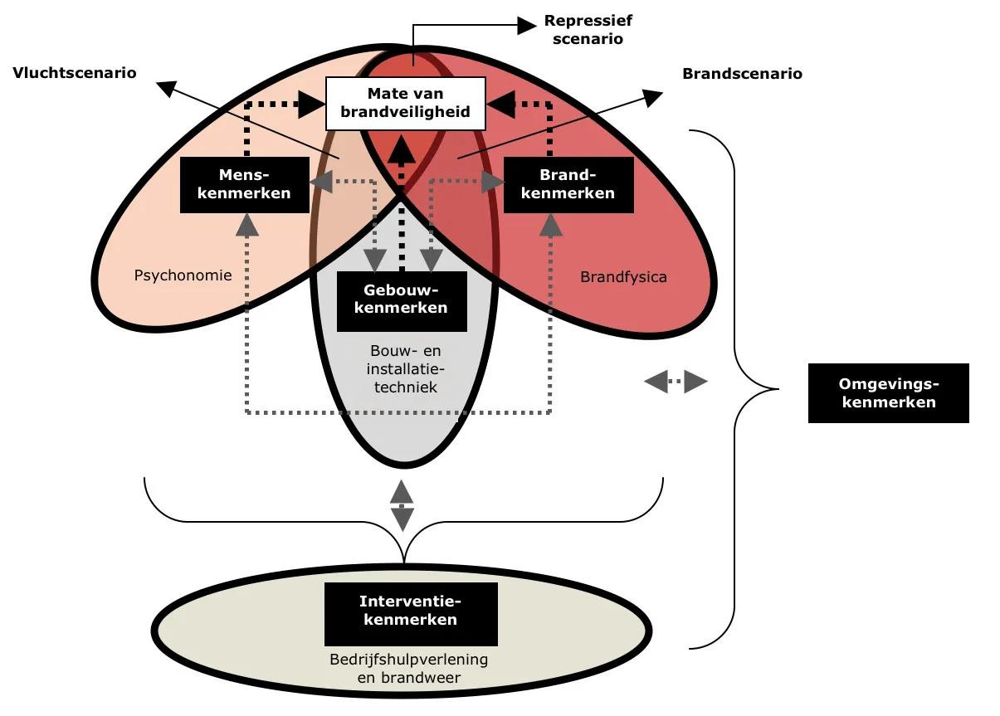 Repressief
scenario
Vluchtscenario
Brandscenario
Mate van
brandveiligheid
Mens-
kenmerken
Brand-
kenmerken
Psychonomie
Brandfysica
Gebouw-
kenmerken
Bouw- en
installatie-
techniek
Omgevings-
kenmerken
Interventie-
kenmerken
Bedrijfshulpverlening
en brandweer